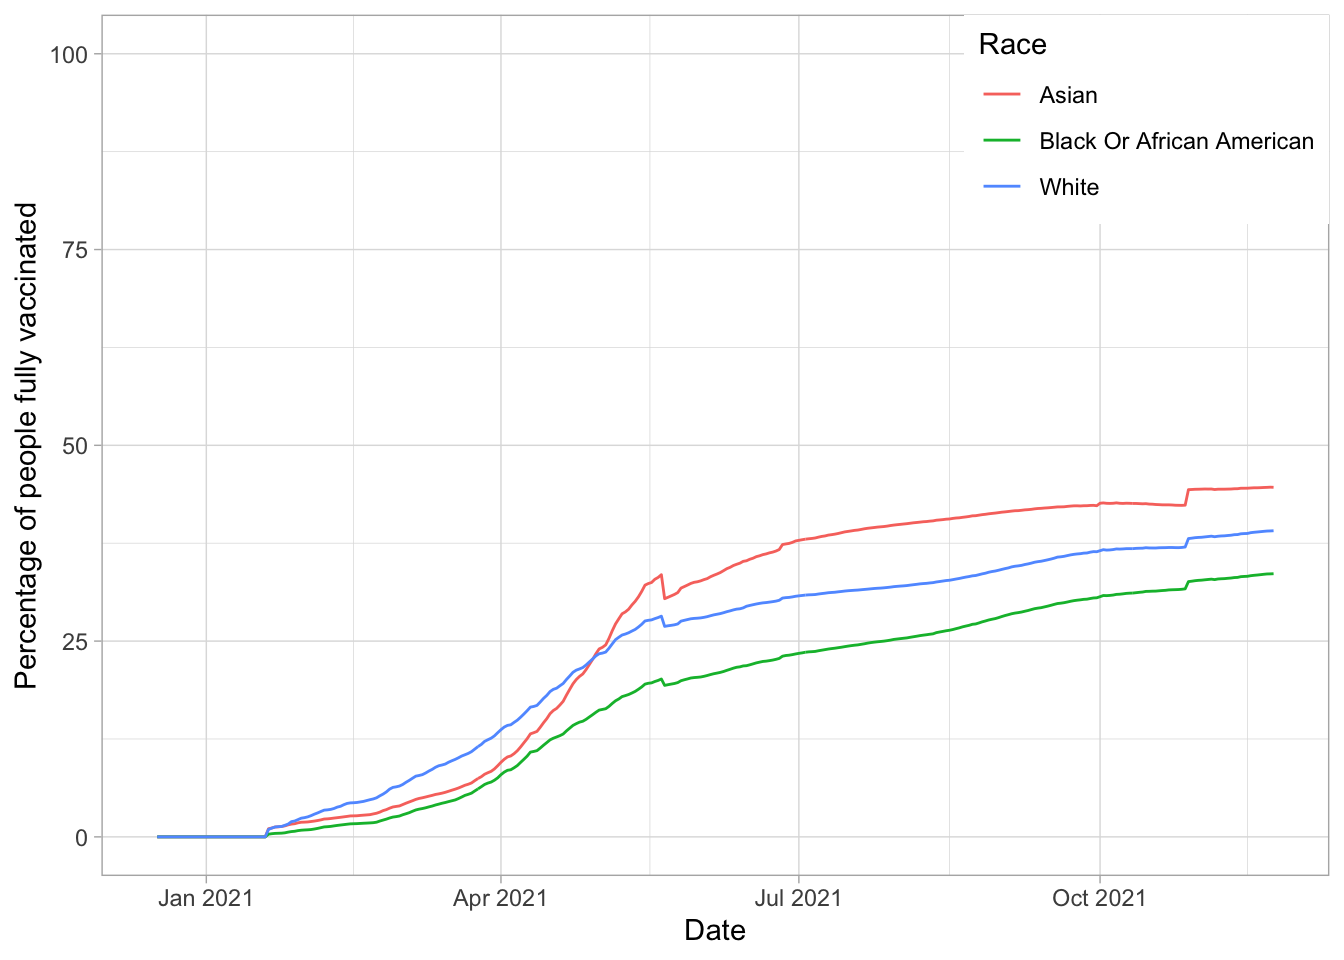 Race
Asian
Black Or African American
White
Percentage of people fully vaccinated
100
75
50
25
0
Jan 2021
Apr 2021
Jul 2021
Oct 2021
Date